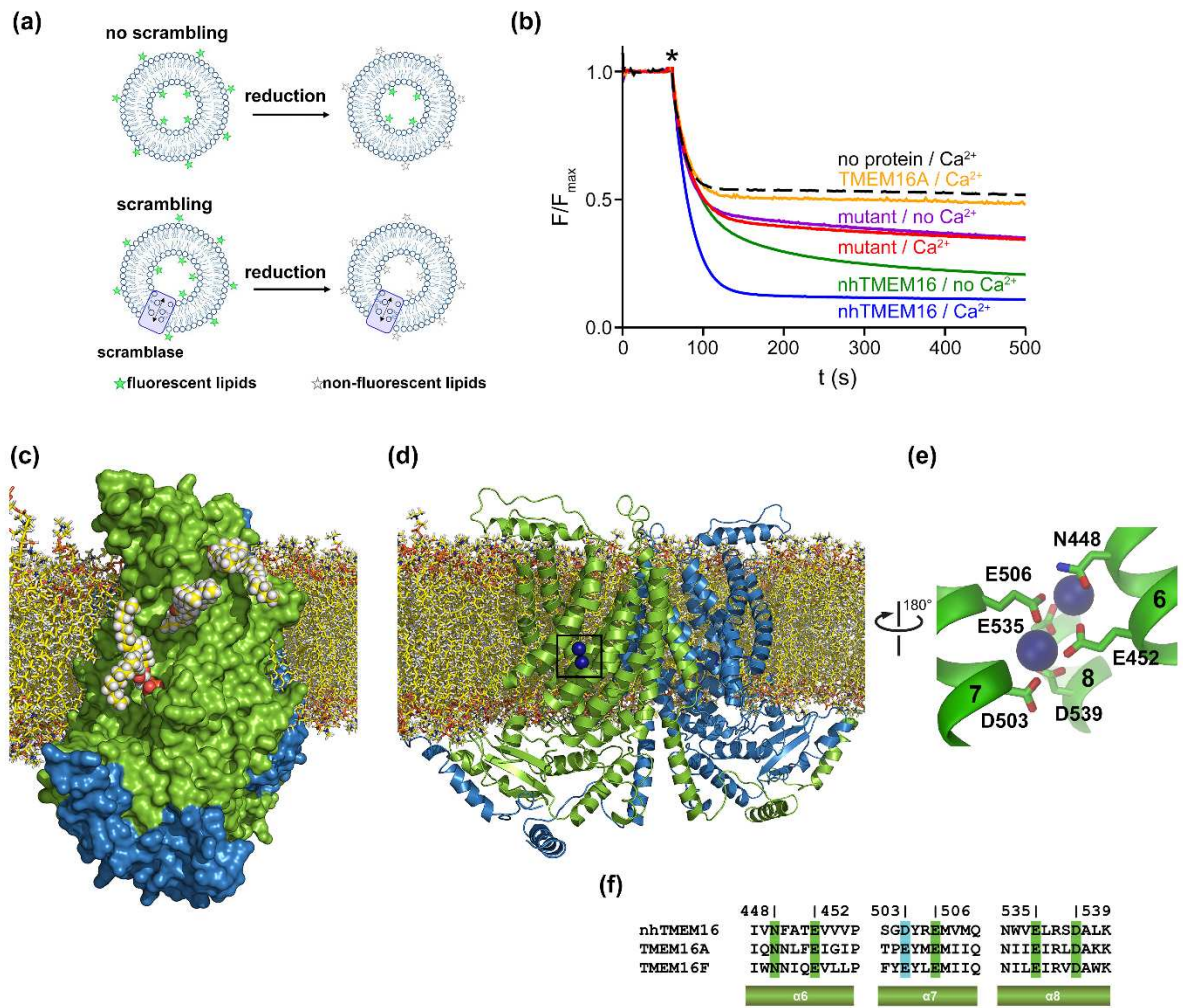 (a)
no scrambling
reduction
scrambling
reduction
scramblase
fluorescent lipids
non-fluorescent lipids
(b)
*
F/Fmax
1.0
0.5
0.0
no protein / Ca²⁺
TMEM16A / Ca²⁺
mutant / no Ca²⁺
mutant / Ca²⁺
nhTMEM16 / no Ca²⁺
nhTMEM16 / Ca²⁺
0 100 200 300 400 500
t (s)
(c)
(d)
180°
(e)
N448
E506
6
E535
E452
7
8
D503
D539
(f)
448 | | 452 503 | | 506 535 | | 539
nhTMEM16 IVNFATEVVVP SGDYREMVMQ NWVELRSDALK
TMEM16A IQNNLFEIGIP TPEYMEMIIQ NIIEIRLDAKK
TMEM16F IWNNIQEVLLP FYEYLEMIIQ NILEIRVDAWK
α6 α7 α8